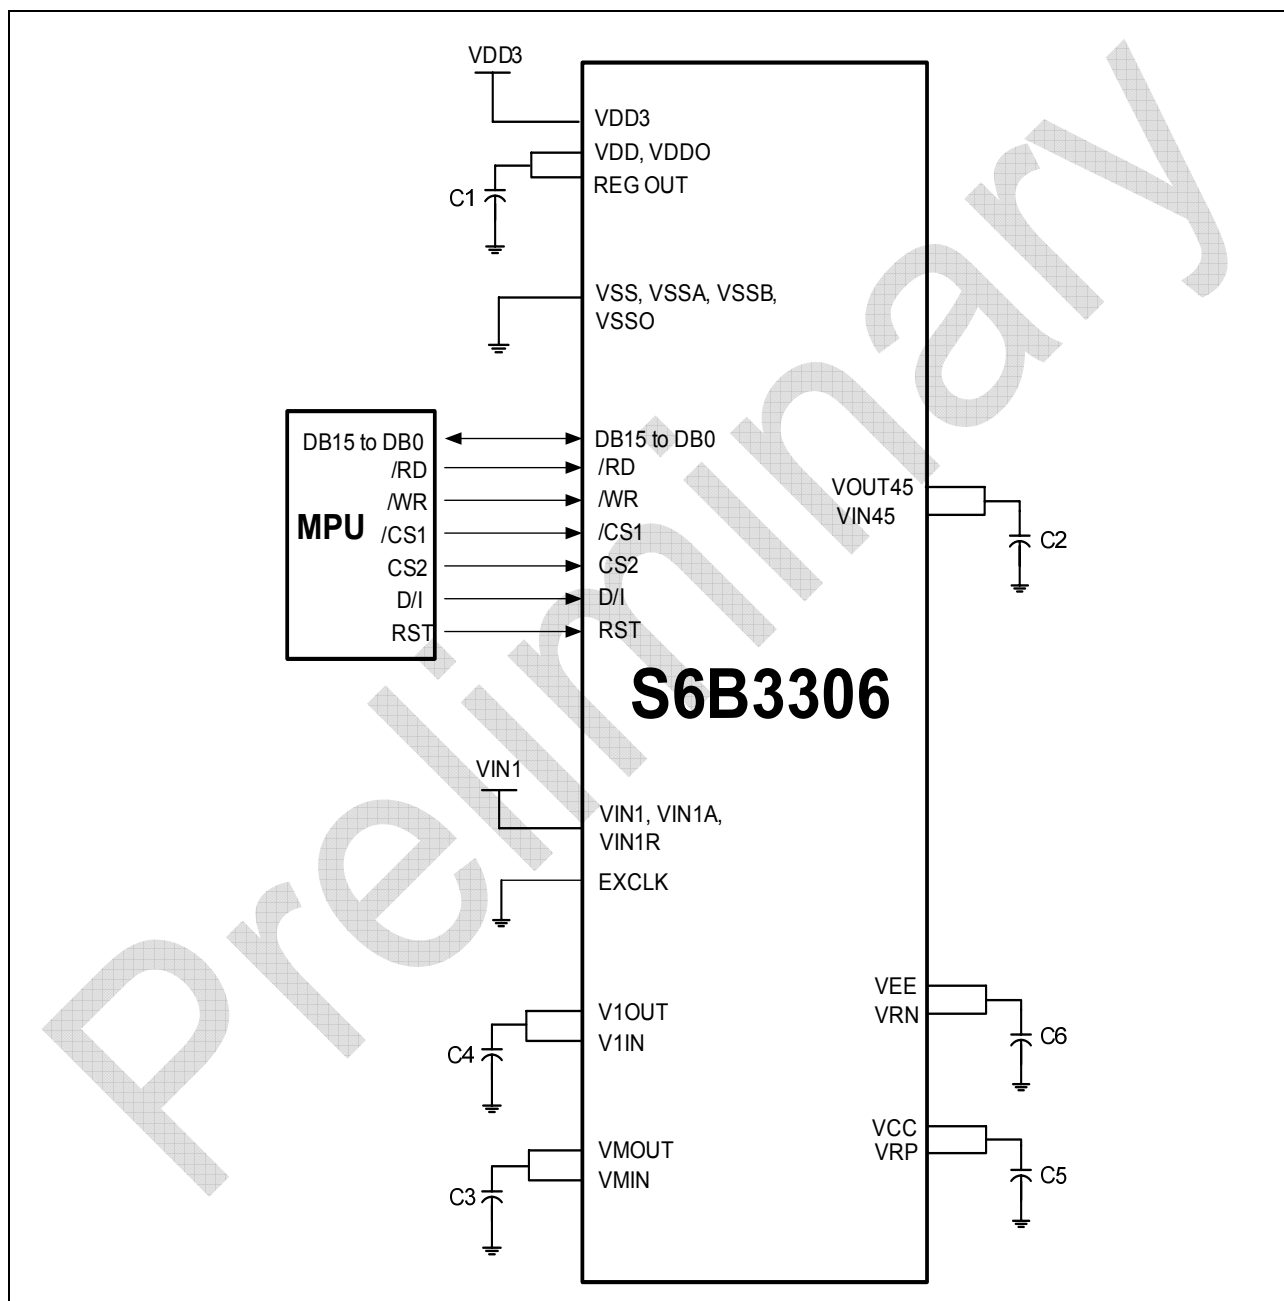 VDD3
VDD3
VDD, VDDO
REG OUT
C1
VSS, VSSA, VSSB,
VSSO
DB15 to DB0
/RD
/WR
MPU
/CS1
CS2
D/I
RST
DB15 to DB0
/RD
/WR
/CS1
CS2
D/I
RST
VOUT45
VIN45
C2
S6B3306
VIN1
VIN1, VIN1A,
VIN1R
EXCLK
V1OUT
V1IN
C4
VEE
VRN
C6
VMOUT
VMIN
C3
VCC
VRP
C5
Preliminary